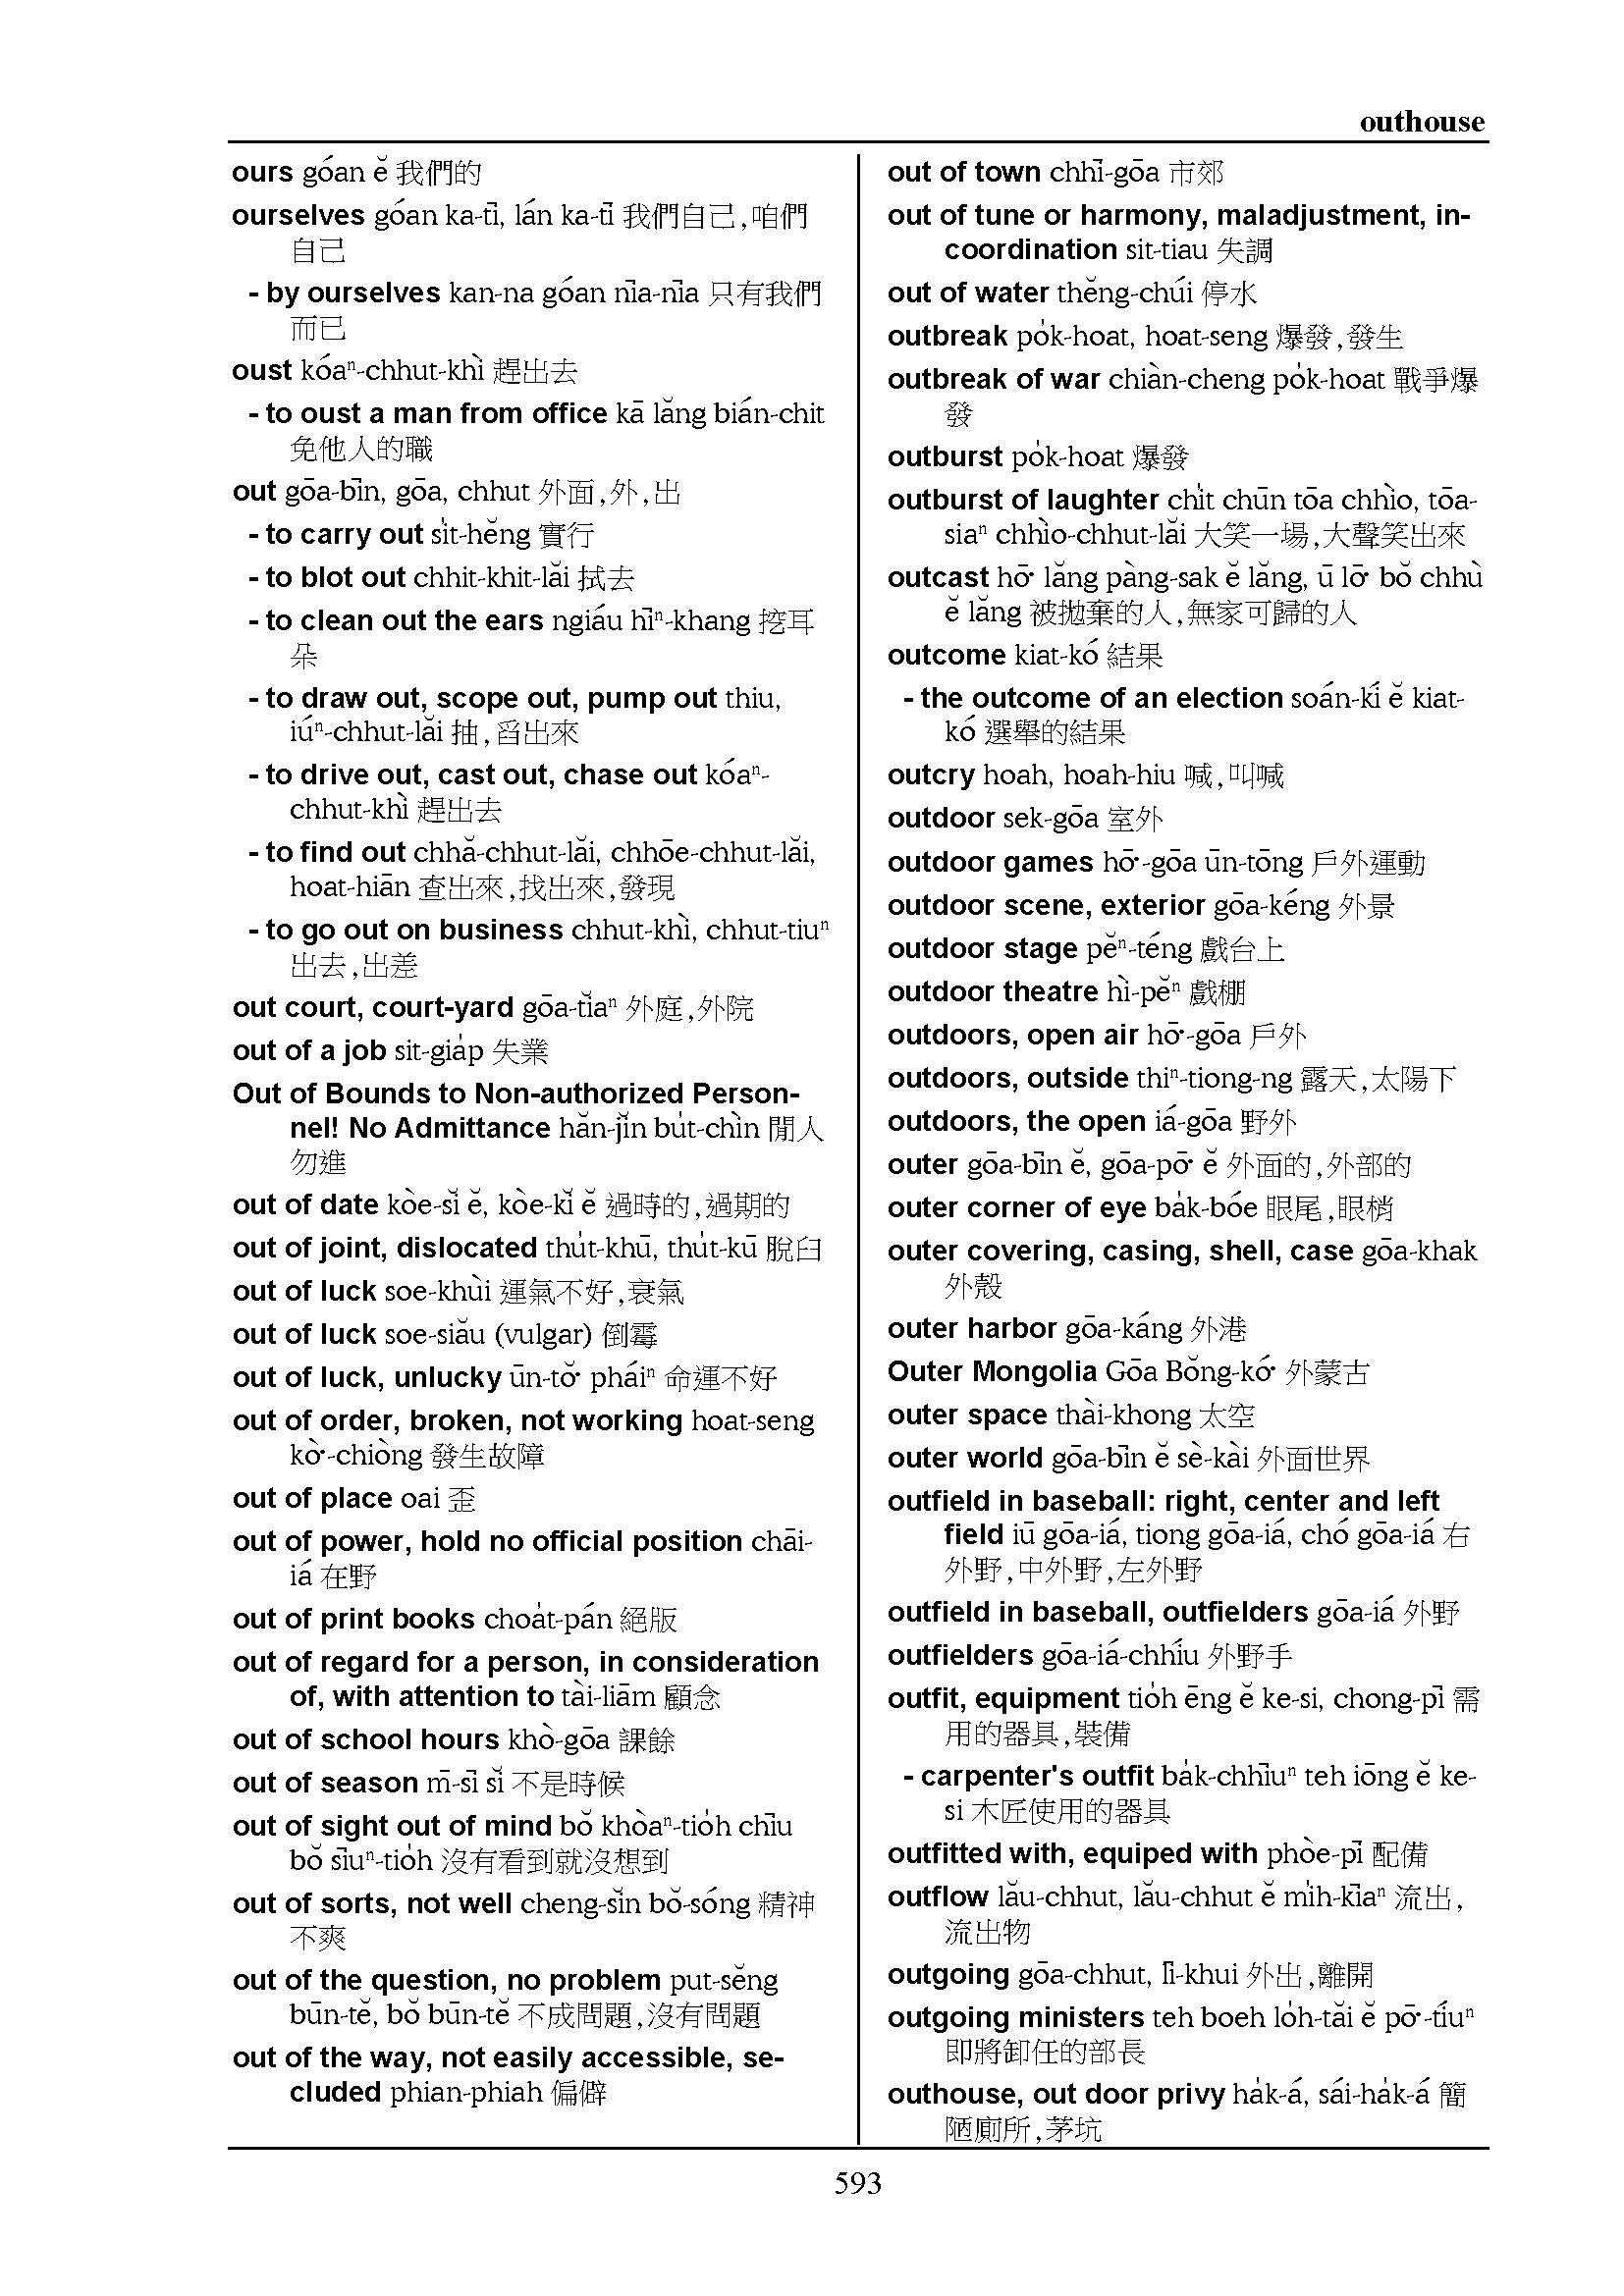 outhouse
ours góan ĕ 我們的
ourselves góan ka-tī, lán ka-tī 我們自己,咱們
自己
- by ourselves kan-na góan nīa-nīa 只有我們
而已
oust kóaⁿ-chhut-khì 趕出去
- to oust a man from office kā lăng bián-chit
免他人的職
out gōa-bīn, gōa, chhut 外面,外,出
- to carry out si̍t-hĕng 實行
- to blot out chhit-khit-lăi 拭去
- to clean out the ears ngiáu hīⁿ-khang 挖耳
朵
- to draw out, scope out, pump out thiu,
iúⁿ-chhut-lăi 抽,舀出來
- to drive out, cast out, chase out kóaⁿ-
chhut-khì 趕出去
- to find out chhă-chhut-lăi, chhōe-chhut-lăi,
hoat-hiān 查出來,找出來,發現
- to go out on business chhut-khì, chhut-tiuⁿ
出去,出差
out court, court-yard gōa-tĭaⁿ 外庭,外院
out of a job sit-gia̍p 失業
Out of Bounds to Non-authorized Person-
nel! No Admittance hăn-jĭn bu̍t-chìn 閒人
勿進
out of date kòe-sĭ ĕ, kòe-kĭ ĕ 過時的,過期的
out of joint, dislocated thu̍t-khū, thu̍t-kū 脫臼
out of luck soe-khùi 運氣不好,衰氣
out of luck soe-siău (vulgar) 倒霉
out of luck, unlucky ūn-tŏ͘ pháiⁿ 命運不好
out of order, broken, not working hoat-seng
kò͘-chiòng 發生故障
out of place oai 歪
out of power, hold no official position chāi-
iá 在野
out of print books choa̍t-pán 絕版
out of regard for a person, in consideration
of, with attention to tài-liām 顧念
out of school hours khò-gōa 課餘
out of season m̄-sī sĭ 不是時候
out of sight out of mind bŏ khòaⁿ-tio̍h chīu
bŏ sīuⁿ-tio̍h 沒有看到就沒想到
out of sorts, not well cheng-sĭn bŏ-sóng 精神
不爽
out of the question, no problem put-sĕng
būn-tĕ, bŏ būn-tĕ 不成問題,沒有問題
out of the way, not easily accessible, se-
cluded phian-phiah 偏僻
out of town chhī-gōa 市郊
out of tune or harmony, maladjustment, in-
coordination sit-tiau 失調
out of water thĕng-chúi 停水
outbreak po̍k-hoat, hoat-seng 爆發,發生
outbreak of war chiàn-cheng po̍k-hoat 戰爭爆
發
outburst po̍k-hoat 爆發
outburst of laughter chi̍t chūn tōa chhìo, tōa-
siaⁿ chhìo-chhut-lăi 大笑一場,大聲笑出來
outcast hō͘ lăng pàng-sak ĕ lăng, ū lō͘ bŏ chhù
ĕ lăng 被拋棄的人,無家可歸的人
outcome kiat-kó 結果
- the outcome of an election soán-kí ĕ kiat-
kó 選舉的結果
outcry hoah, hoah-hiu 喊,叫喊
outdoor sek-gōa 室外
outdoor games hō͘-gōa ūn-tōng 戶外運動
outdoor scene, exterior gōa-kéng 外景
outdoor stage pĕⁿ-téng 戲台上
outdoor theatre hì-pĕⁿ 戲棚
outdoors, open air hō͘-gōa 戶外
outdoors, outside thiⁿ-tiong-ng 露天,太陽下
outdoors, the open iá-gōa 野外
outer gōa-bīn ĕ, gōa-pō͘ ĕ 外面的,外部的
outer corner of eye ba̍k-bóe 眼尾,眼梢
outer covering, casing, shell, case gōa-khak
外殼
outer harbor gōa-káng 外港
Outer Mongolia Gōa Bŏng-kó͘ 外蒙古
outer space thài-khong 太空
outer world gōa-bīn ĕ sè-kài 外面世界
outfield in baseball: right, center and left
field iū gōa-iá, tiong gōa-iá, chó gōa-iá 右
外野,中外野,左外野
outfield in baseball, outfielders gōa-iá 外野
outfielders gōa-iá-chhíu 外野手
outfit, equipment tio̍h ēng ĕ ke-si, chong-pī 需
用的器具,裝備
- carpenter's outfit ba̍k-chhīuⁿ teh iōng ĕ ke-
si 木匠使用的器具
outfitted with, equiped with phòe-pī 配備
outflow lău-chhut, lău-chhut ĕ mi̍h-kīaⁿ 流出,
流出物
outgoing gōa-chhut, lī-khui 外出,離開
outgoing ministers teh boeh lo̍h-tăi ĕ pō͘-tíuⁿ
即將卸任的部長
outhouse, out door privy ha̍k-á, sái-ha̍k-á 簡
陋廁所,茅坑
593